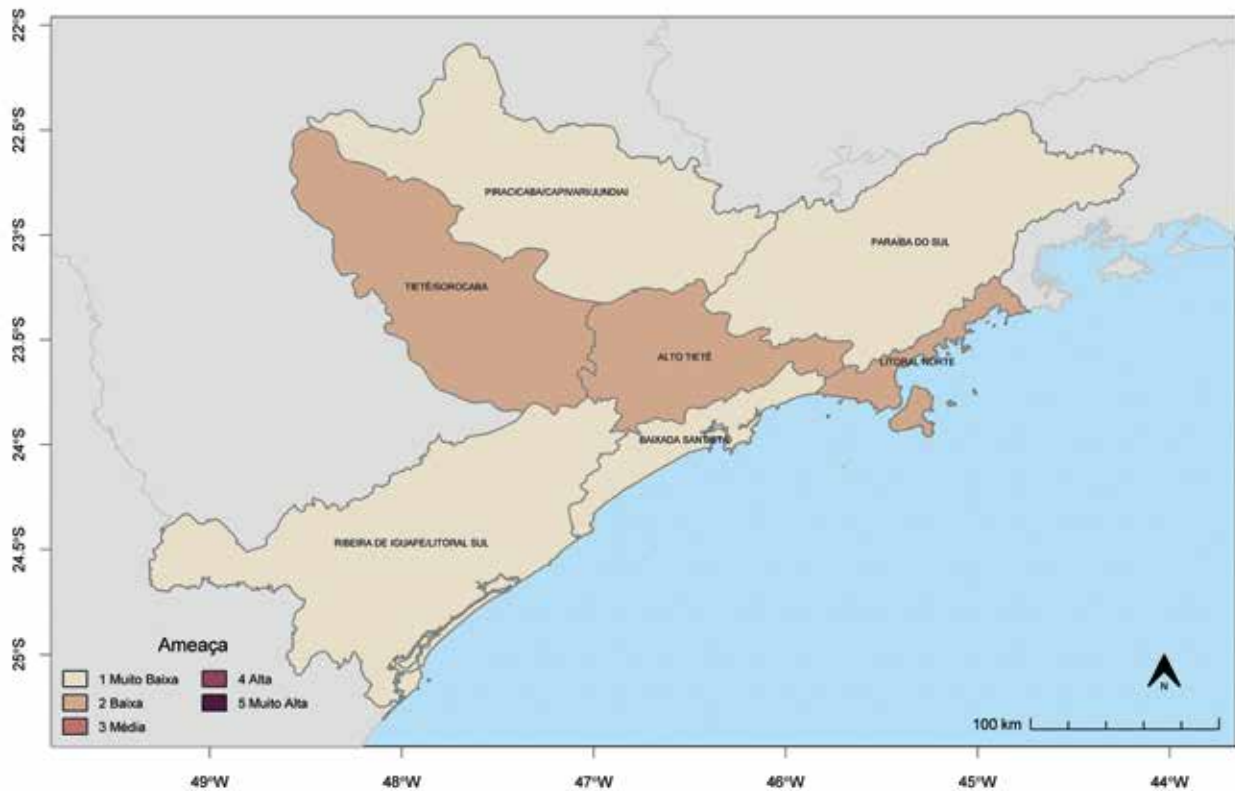 22°S
22.5°S
23°S
23.5°S
24°S
24.5°S
25°S
PIRACICABA/CAPIVARI/JUNDIAÍ
PARAÍBA DO SUL
TIETÊ/SOROCABA
ALTO TIETÊ
LITORAL NORTE
BAIXADA SANTISTA
RIBEIRA DE IGUAPE/LITORAL SUL
Ameaça
1 Muito Baixa
2 Baixa
3 Média
4 Alta
5 Muito Alta
N
100 km
49°W
48°W
47°W
46°W
45°W
44°W